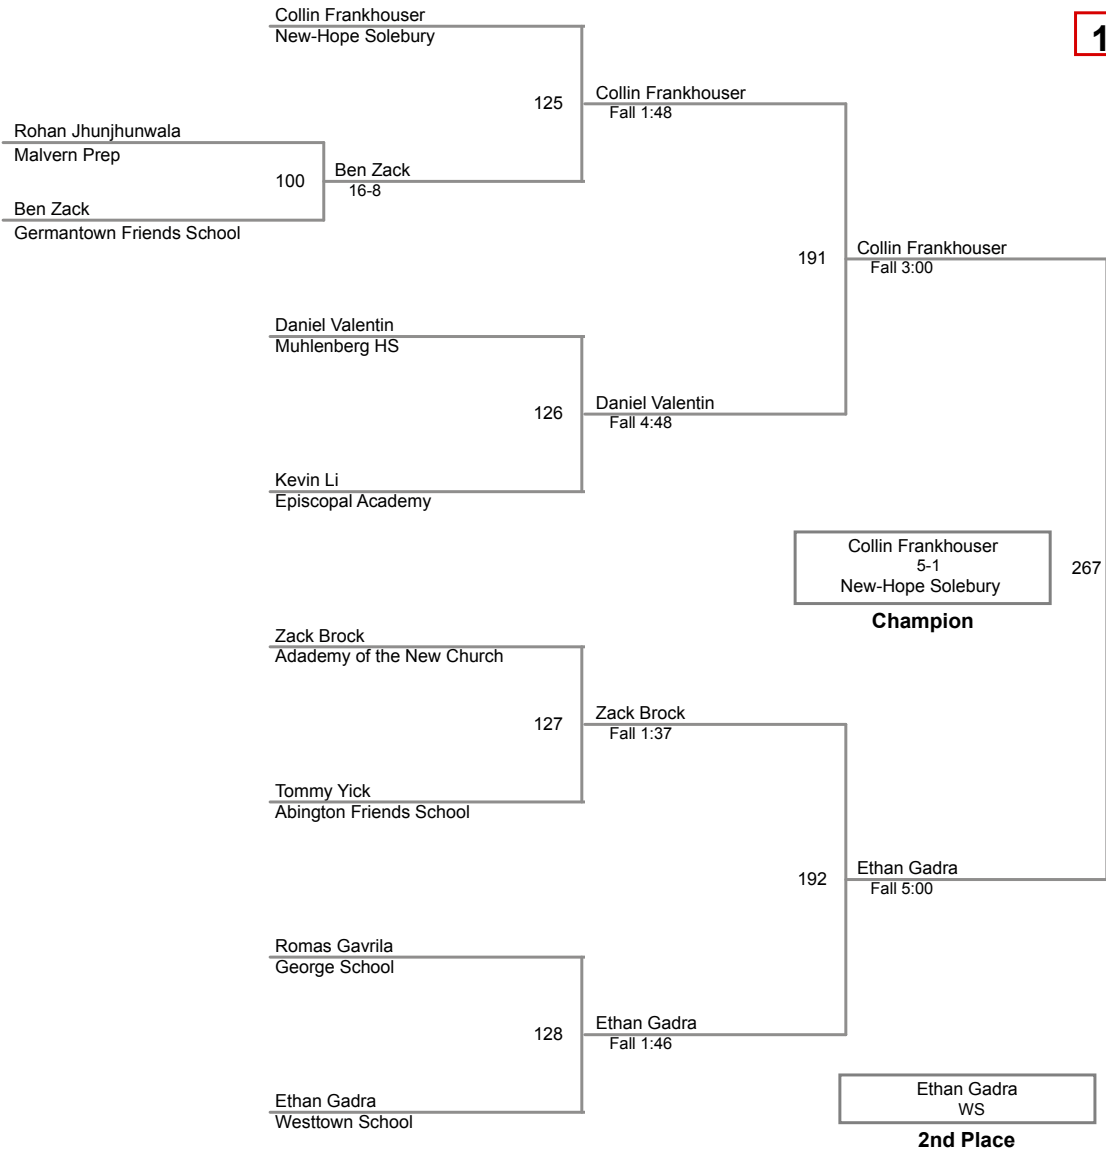 Collin Frankhouser
New-Hope Solebury
1
125
Collin Frankhouser
Fall 1:48
Rohan Jhunjhunwala
Malvern Prep
100
Ben Zack
16-8
Ben Zack
Germantown Friends School
191
Collin Frankhouser
Fall 3:00
Daniel Valentin
Muhlenberg HS
126
Daniel Valentin
Fall 4:48
Kevin Li
Episcopal Academy
Collin Frankhouser
5-1
New-Hope Solebury
267
Champion
Zack Brock
Adademy of the New Church
127
Zack Brock
Fall 1:37
Tommy Yick
Abington Friends School
192
Ethan Gadra
Fall 5:00
Romas Gavrila
George School
128
Ethan Gadra
Fall 1:46
Ethan Gadra
Westtown School
Ethan Gadra
WS
2nd Place